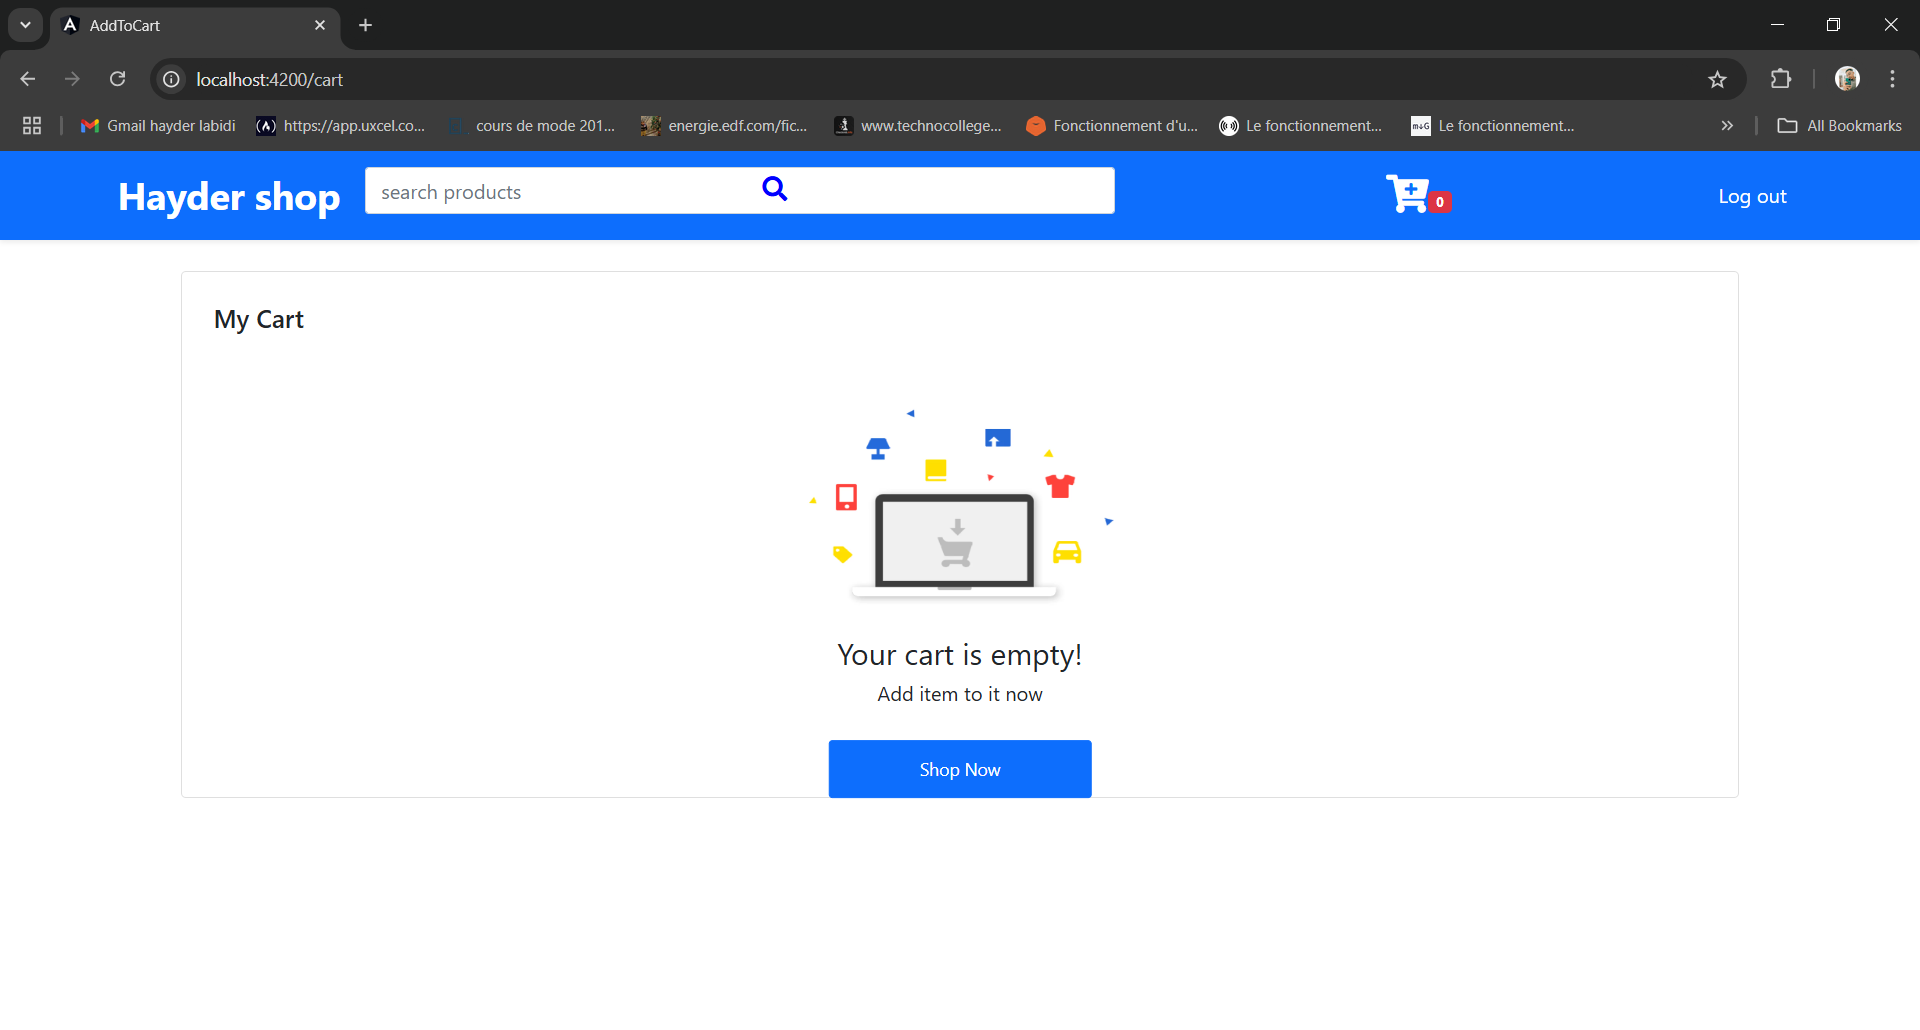 AddToCart
localhost:4200/cart
Gmail hayder labidi
https://app.uxcel.co...
cours de mode 201...
energie.edf.com/fic...
www.technocollege...
Fonctionnement d'u...
Le fonctionnement...
m↓G
Le fonctionnement...
All Bookmarks
Hayder shop
search products
0
Log out
My Cart
Your cart is empty!
Add item to it now
Shop Now